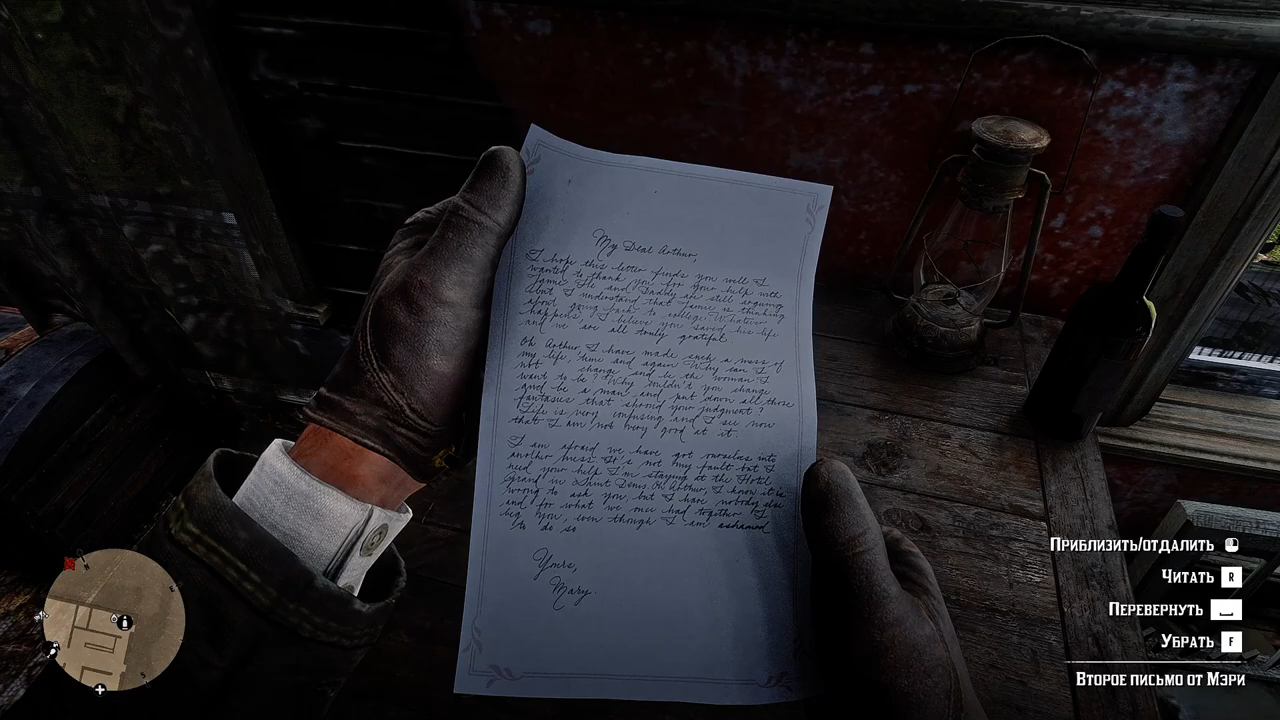 My Dear Arthur,
I hope this letter finds you well I
wanted to thank you for your help with
Jamie. He and Daddy are still arguing
about I understand that Jamie is thinking
about going back to college. Whatever
happens, I believe you saved his life
and we are all truly grateful.
Oh Arthur I have made such a mess of
my life, time and again Why can I
not change and be the woman I
want to be? Why wouldn't you change
and be a man and put down all those
fantasies that shroud your judgment?
Life is very confusing and I see now
that I am not very good at it.
I am afraid we have got ourselves into
another mess. It's not my fault but I
need your help I'm staying at the Hotel
Grand in Saint Denis. Oh Arthur, I know it is
wrong to ask you, but I have nobody else
and for what we once had together I
beg you, even though I am ashamed
to do so
Yours,
Mary.
Приблизить/отдалить
Читать R
Перевернуть
Убрать F
Второе письмо от Мэри